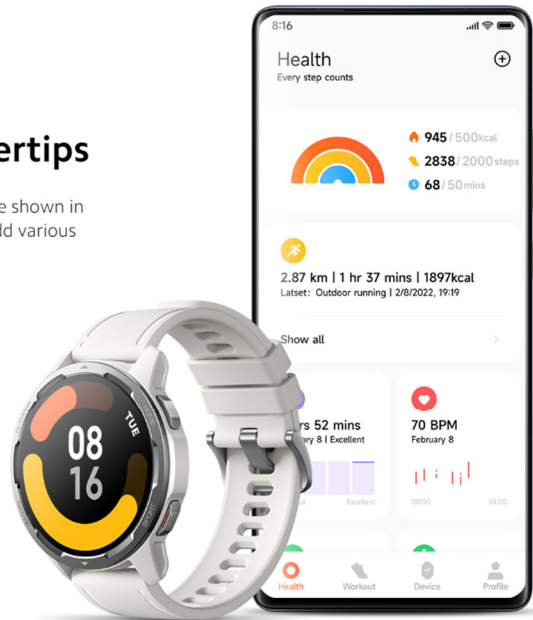 8:16
Health
Every step counts
945 / 500kcal
2838 / 2000steps
68 / 50mins
ertips
e shown in
dd various
2.87 km | 1 hr 37 mins | 1897kcal
Latset: Outdoor running | 2/8/2022, 19:19
Show all
rs 52 mins
ary 8 | Excellent
Excellent
70 BPM
February 8
00:00 24:00
TUE
08
16
SPORT
Health Workout Device Profile